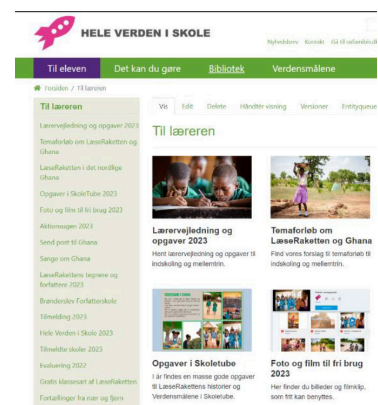 HELE VERDEN I SKOLE
Nyhedsbrev Kontakt Gå til
Til eleven Det kan du gøre Bibliotek Verdensmålene
Forsiden / Til læreren
Til læreren
Lærervejledning og opgaver 2023
Temaforløb om LæseRaketten og
Ghana
LæseRaketten i det nordlige
Ghana
Opgaver i SkoleTube 2023
Foto og film til fri brug 2023
Aktionsugen 2023
Send post til Ghana
Sange om Ghana
LæseRakettens tegnere og
forfattere 2023
Brønderslev Forfatterskole
Tilmelding 2023
Hele Verden i Skole 2023
Tilmeldte skoler 2023
Evaluering 2022
Gratis klassesæt af LæseRaketten
Fortællinger fra nær og fjern
Vis Edit Delete Håndtér visning Versioner Entityqueue
Til læreren
Lærervejledning og
opgaver 2023
Hent lærervejledning og opgaver til
indskoling og mellemtrin.
Temaforløb om
LæseRaketten og Ghana
Find vores forslag til temaforløb til
indskoling og mellemtrin.
Opgaver i Skoletube
I år findes en masse gode opgaver
til LæseRakettens historier og
Verdensmålene i Skoletube.
Foto og film til fri brug
2023
Her finder du billeder og filmklip,
som frit kan benyttes.